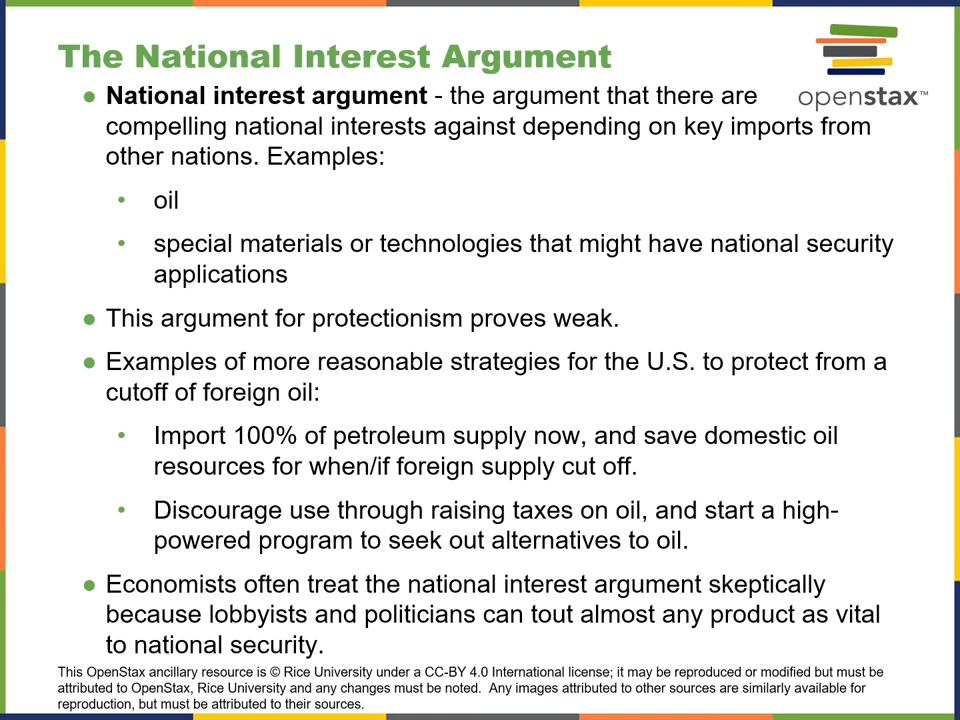 The National Interest Argument
openstax™
● National interest argument - the argument that there are
compelling national interests against depending on key imports from
other nations. Examples:
• oil
• special materials or technologies that might have national security
applications
● This argument for protectionism proves weak.
● Examples of more reasonable strategies for the U.S. to protect from a
cutoff of foreign oil:
• Import 100% of petroleum supply now, and save domestic oil
resources for when/if foreign supply cut off.
• Discourage use through raising taxes on oil, and start a high-
powered program to seek out alternatives to oil.
● Economists often treat the national interest argument skeptically
because lobbyists and politicians can tout almost any product as vital
to national security.
This OpenStax ancillary resource is © Rice University under a CC-BY 4.0 International license; it may be reproduced or modified but must be
attributed to OpenStax, Rice University and any changes must be noted.  Any images attributed to other sources are similarly available for
reproduction, but must be attributed to their sources.